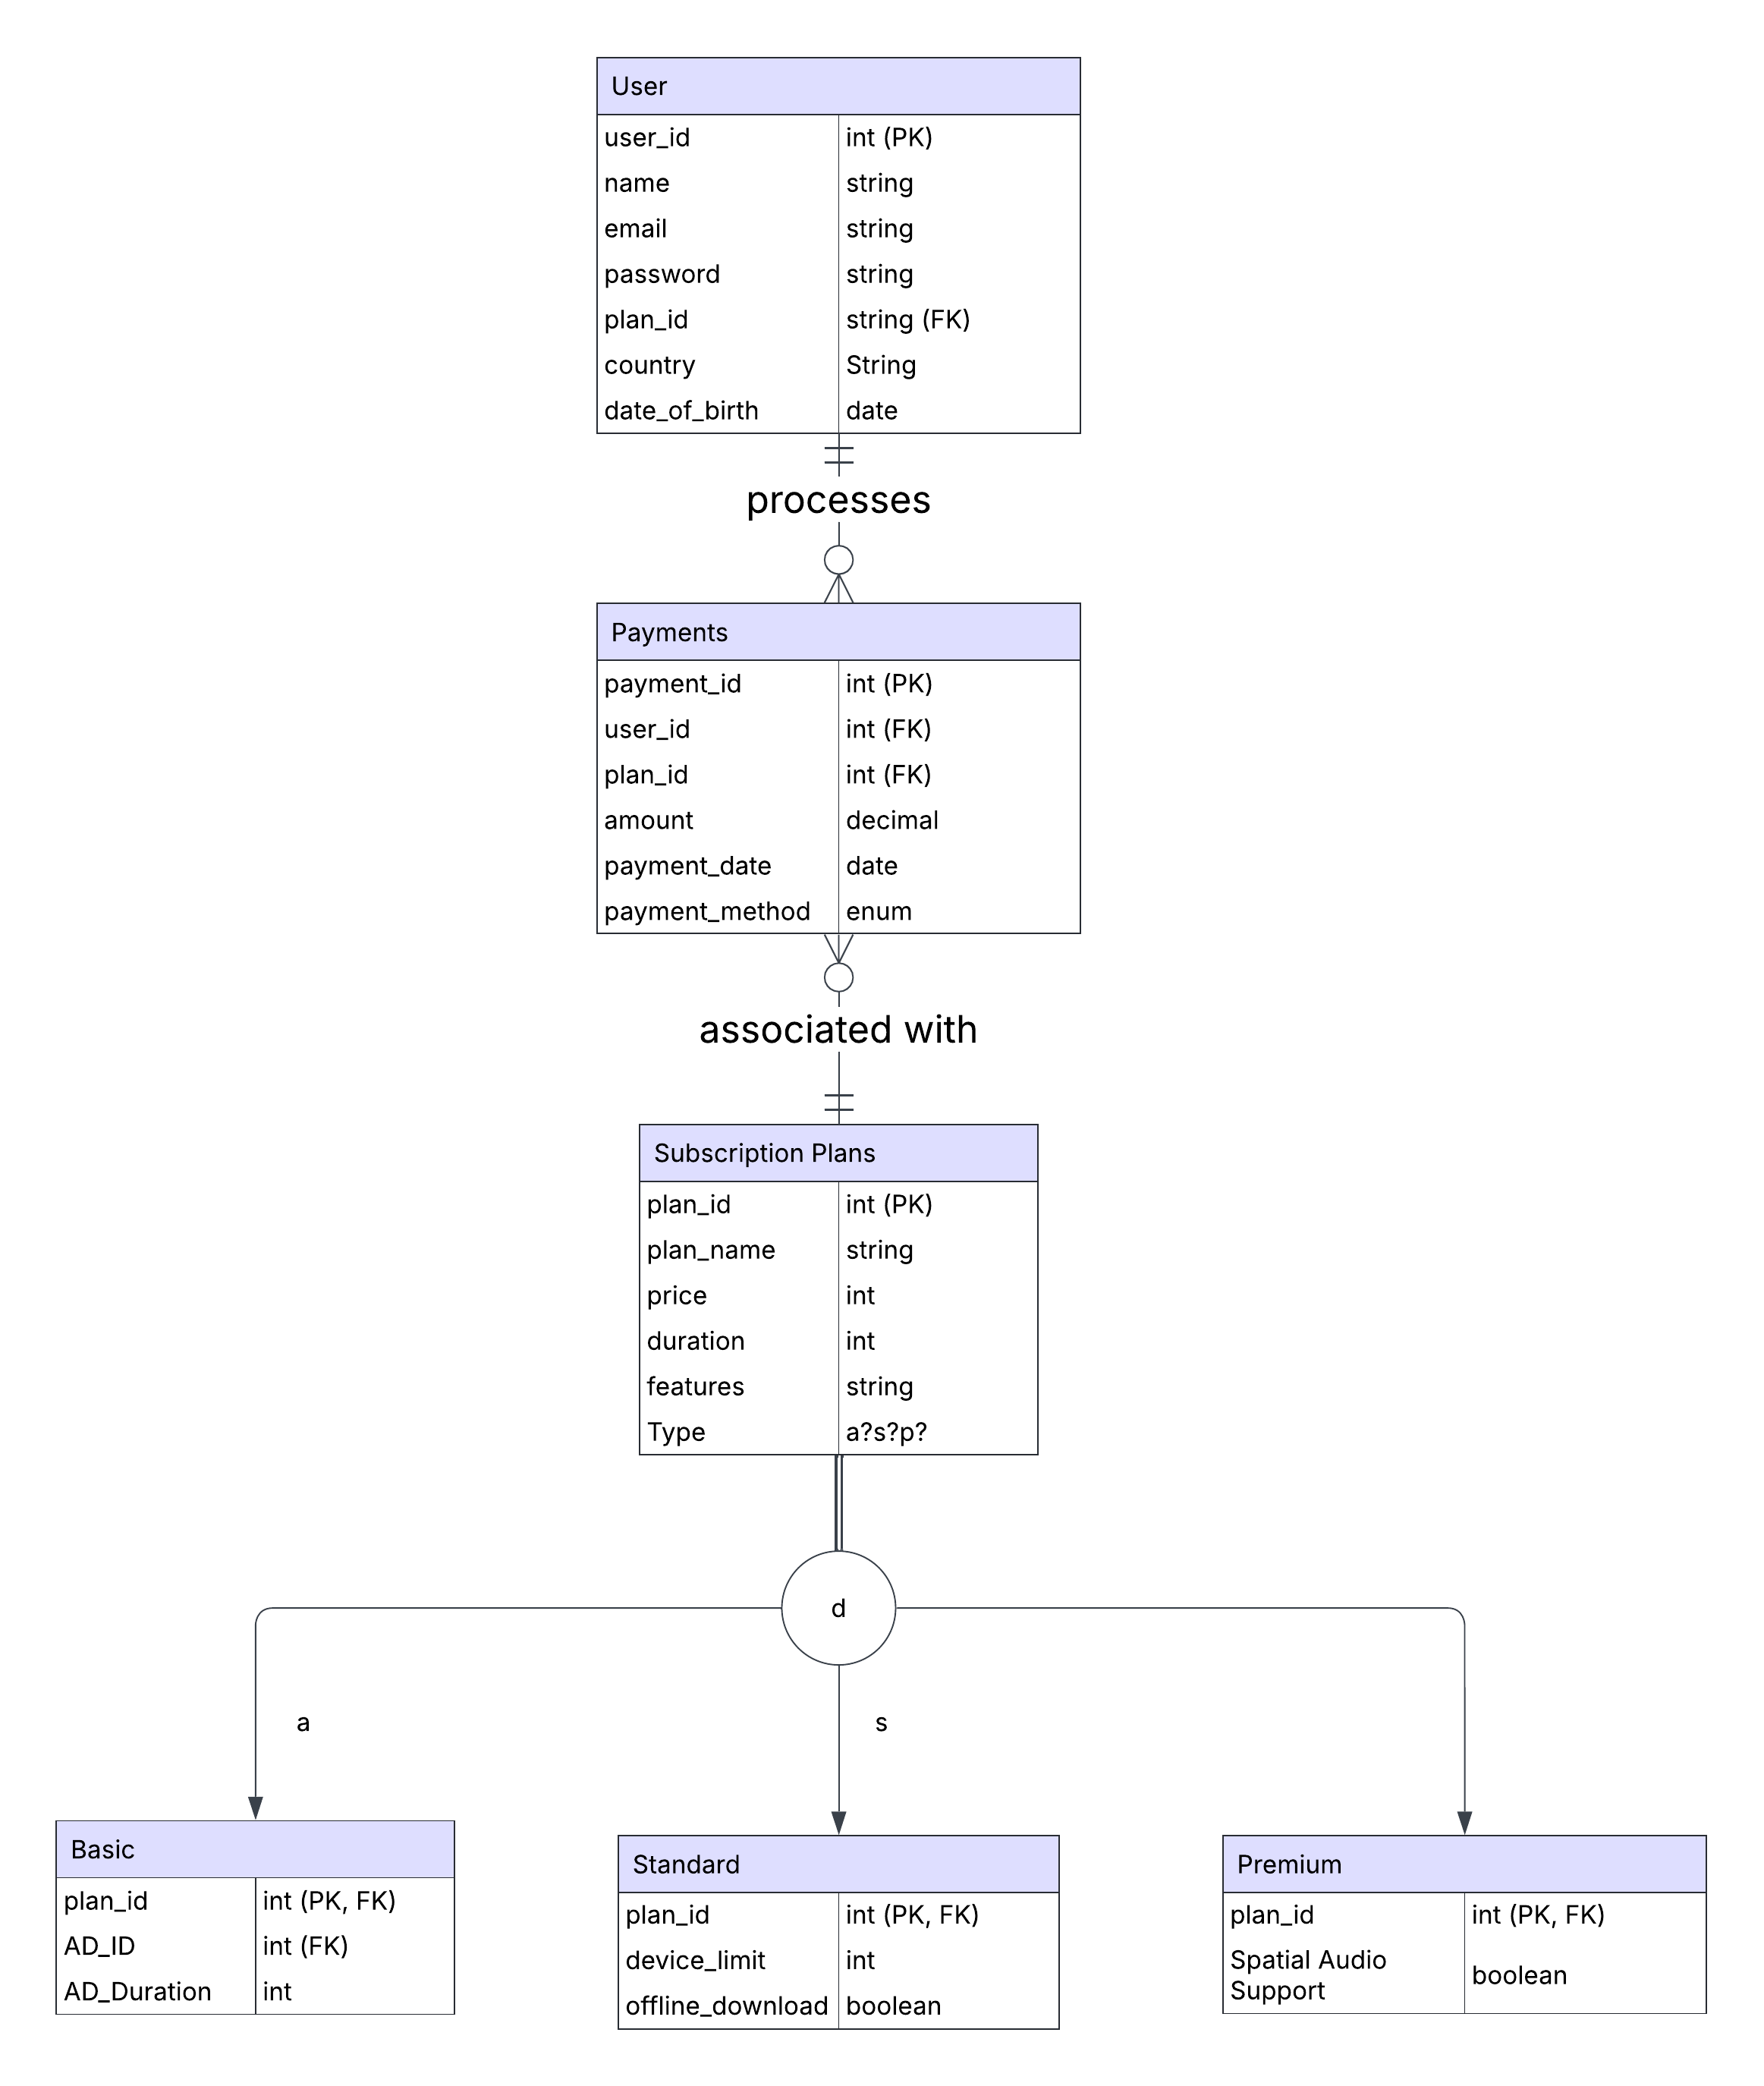 User
user_id int (PK)
name string
email string
password string
plan_id string (FK)
country String
date_of_birth date
processes
Payments
payment_id int (PK)
user_id int (FK)
plan_id int (FK)
amount decimal
payment_date date
payment_method enum
associated with
Subscription Plans
plan_id int (PK)
plan_name string
price int
duration int
features string
Type a?s?p?
d
a
s
Basic
plan_id int (PK, FK)
AD_ID int (FK)
AD_Duration int
Standard
plan_id int (PK, FK)
device_limit int
offline_download boolean
Premium
plan_id int (PK, FK)
Spatial Audio
Support boolean